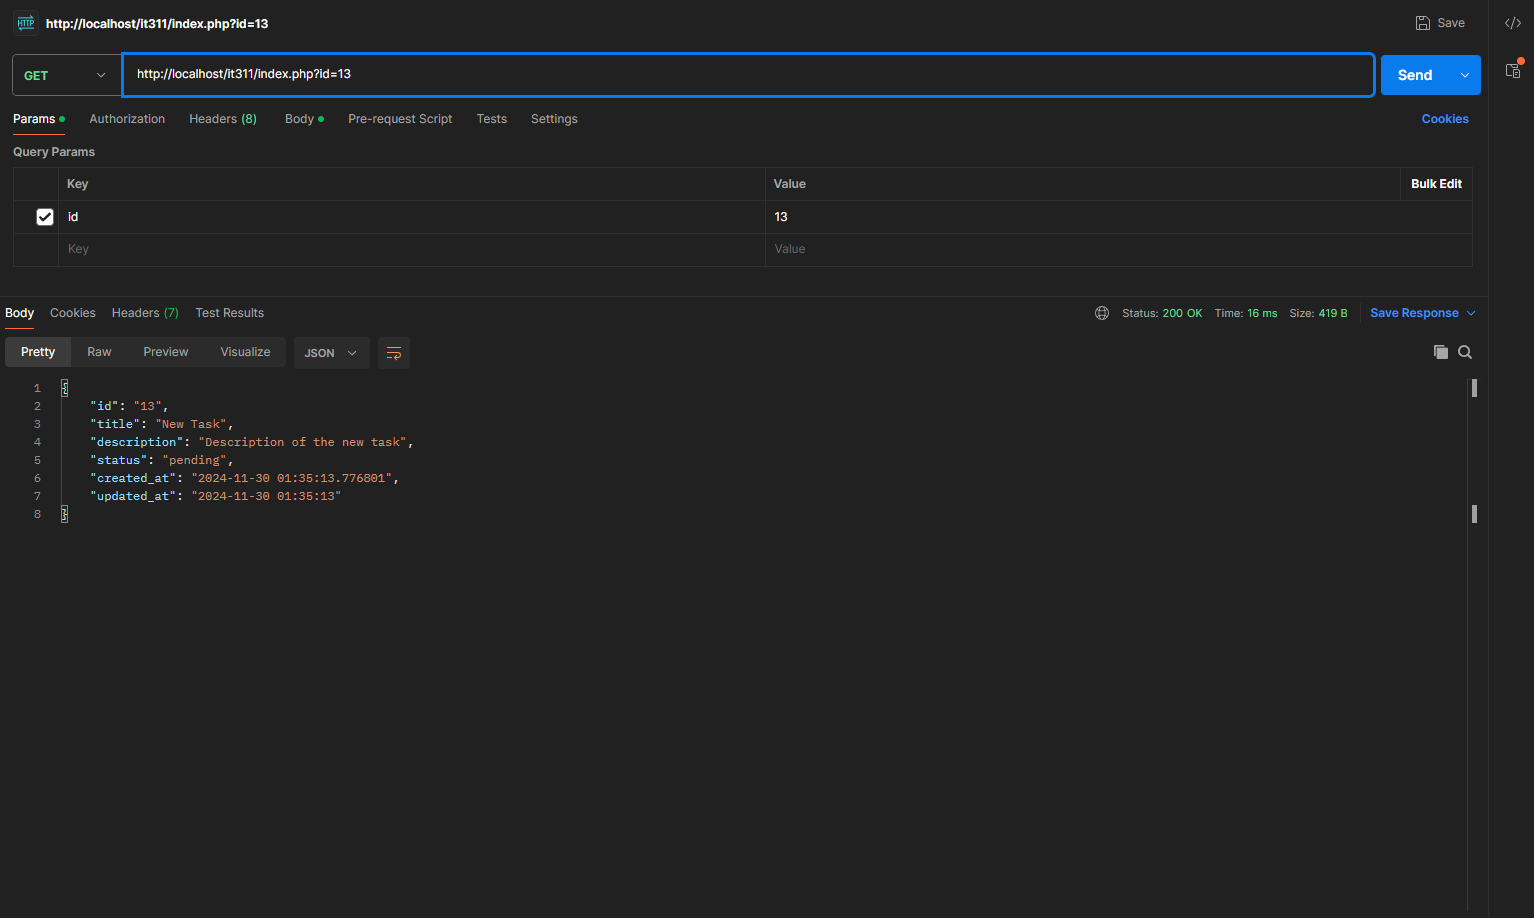 HTTP http://localhost/it311/index.php?id=13 Save </>
GET http://localhost/it311/index.php?id=13 Send
Params Authorization Headers (8) Body Pre-request Script Tests Settings Cookies
Query Params
Key Value Bulk Edit
id 13
Key Value
Body Cookies Headers (7) Test Results Status: 200 OK Time: 16 ms Size: 419 B Save Response
Pretty Raw Preview Visualize JSON
1 {
2 "id": "13",
3 "title": "New Task",
4 "description": "Description of the new task",
5 "status": "pending",
6 "created_at": "2024-11-30 01:35:13.776801",
7 "updated_at": "2024-11-30 01:35:13"
8 }